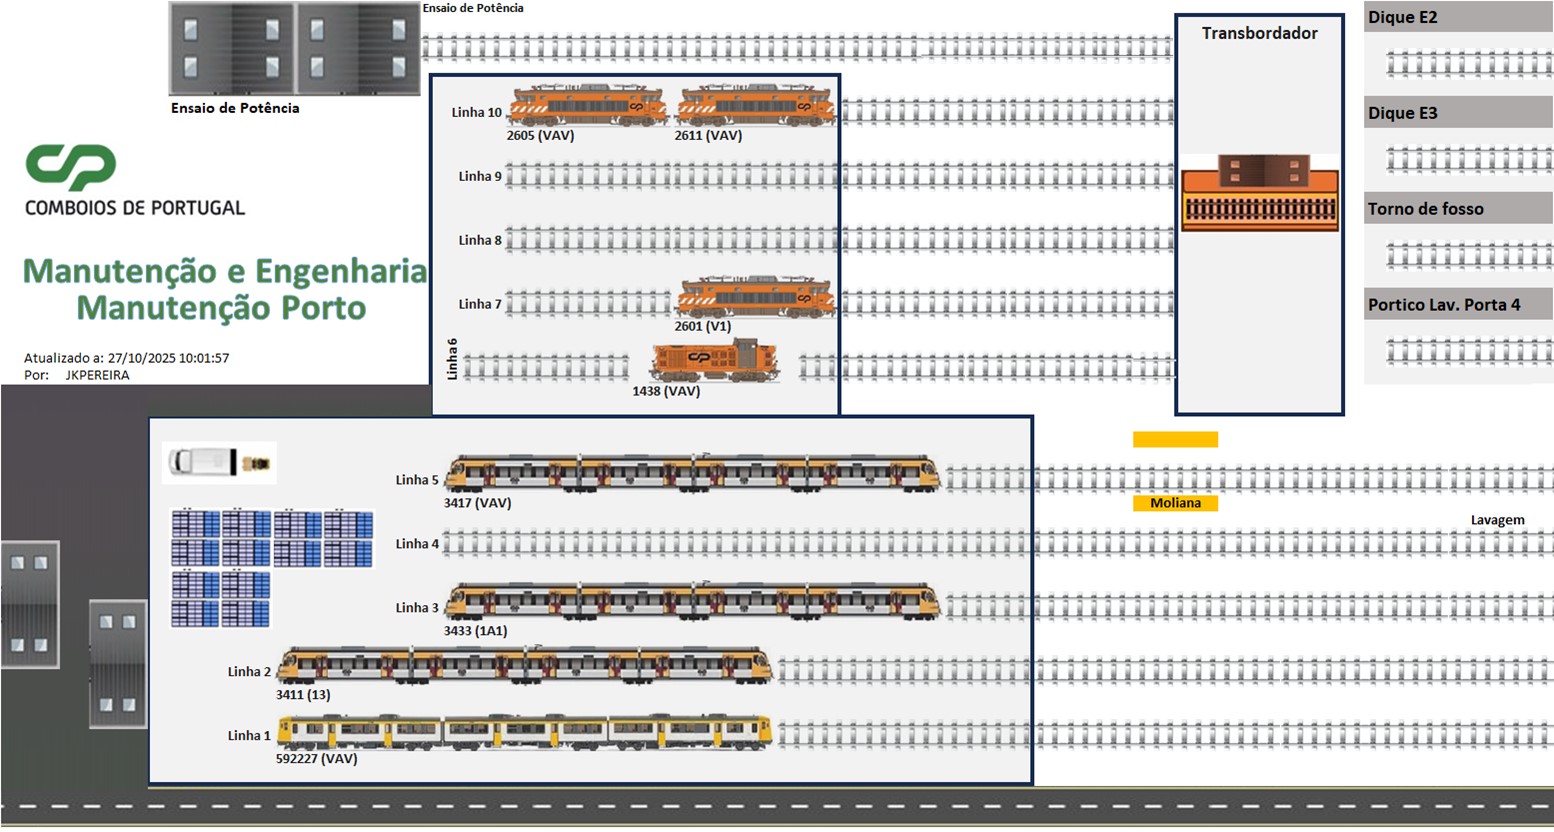 Ensaio de Potência
Ensaio de Potência
CP
COMBOIOS DE PORTUGAL
Manutenção e Engenharia
Manutenção Porto
Atualizado a: 27/10/2025 10:01:57
Por: JKPEREIRA
Linha 10
2605 (VAV)
2611 (VAV)
Linha 9
Linha 8
Linha 7
2601 (V1)
Linha 6
1438 (VAV)
Transbordador
Dique E2
Dique E3
Torno de fosso
Portico Lav. Porta 4
Linha 5
3417 (VAV)
Moliana
Lavagem
Linha 4
Linha 3
3433 (1A1)
Linha 2
3411 (13)
Linha 1
592227 (VAV)